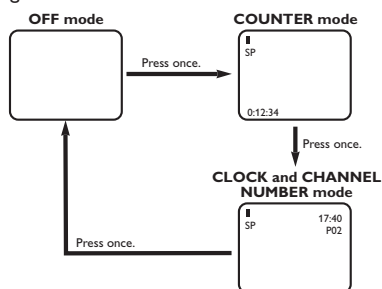 OFF mode
COUNTER mode
Press once.
SP
0:12:34
Press once.
CLOCK and CHANNEL
NUMBER mode
SP
17:40
P02
Press once.